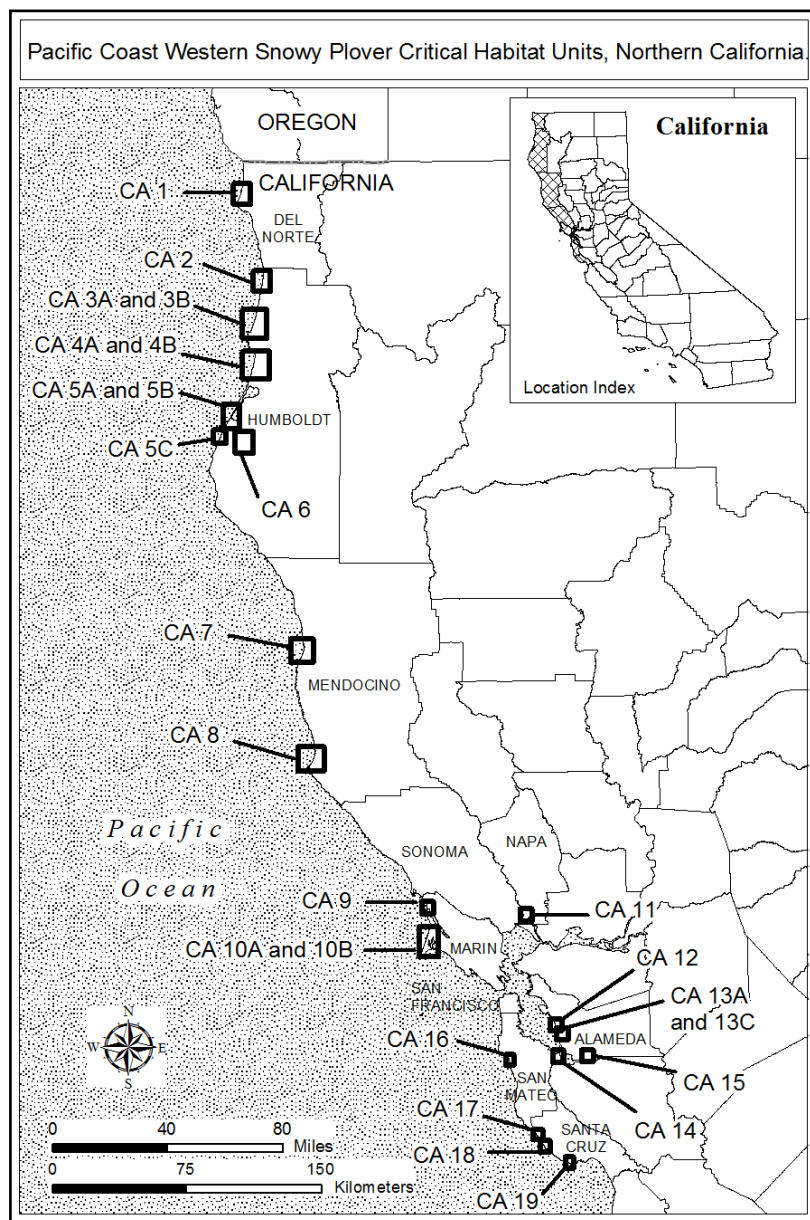 Pacific Coast Western Snowy Plover Critical Habitat Units, Northern California.
OREGON
California
CALIFORNIA
CA 1
DEL
NORTE
CA 2
CA 3A and 3B
CA 4A and 4B
CA 5A and 5B
Location Index
HUMBOLDT
CA 5C
CA 6
CA 7
MENDOCINO
CA 8
Pacific
Ocean
SONOMA
NAPA
CA 9
CA 11
CA 10A and 10B
MARIN
CA 12
SAN
FRANCISCO
CA 13A
and 13C
N
W E
S
CA 16
ALAMEDA
SAN
MATEO
CA 15
CA 14
CA 17
SANTA
CRUZ
CA 18
CA 19
0 40 80
Miles
0 75 150
Kilometers